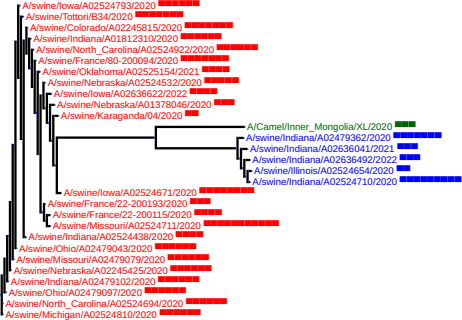 A/swine/Iowa/A02524793/2020
A/swine/Tottori/B34/2020
A/swine/Colorado/A02245815/2020
A/swine/Indiana/A01812310/2020
A/swine/North_Carolina/A02524922/2020
A/swine/France/80-200094/2020
A/swine/Oklahoma/A02525154/2021
A/swine/Nebraska/A02524532/2020
A/swine/Iowa/A02636622/2022
A/swine/Nebraska/A01378046/2020
A/swine/Karaganda/04/2020
A/Camel/Inner_Mongolia/XL/2020
A/swine/Indiana/A02479362/2020
A/swine/Indiana/A02636041/2021
A/swine/Indiana/A02636492/2022
A/swine/Illinois/A02524654/2020
A/swine/Indiana/A02524710/2020
A/swine/Iowa/A02524671/2020
A/swine/France/22-200193/2020
A/swine/France/22-200115/2020
A/swine/Missouri/A02524711/2020
A/swine/Indiana/A02524438/2020
A/swine/Ohio/A02479043/2020
A/swine/Missouri/A02479079/2020
A/swine/Nebraska/A02245425/2020
A/swine/Indiana/A02479102/2020
A/swine/Ohio/A02479097/2020
A/swine/North_Carolina/A02524694/2020
A/swine/Michigan/A02524810/2020